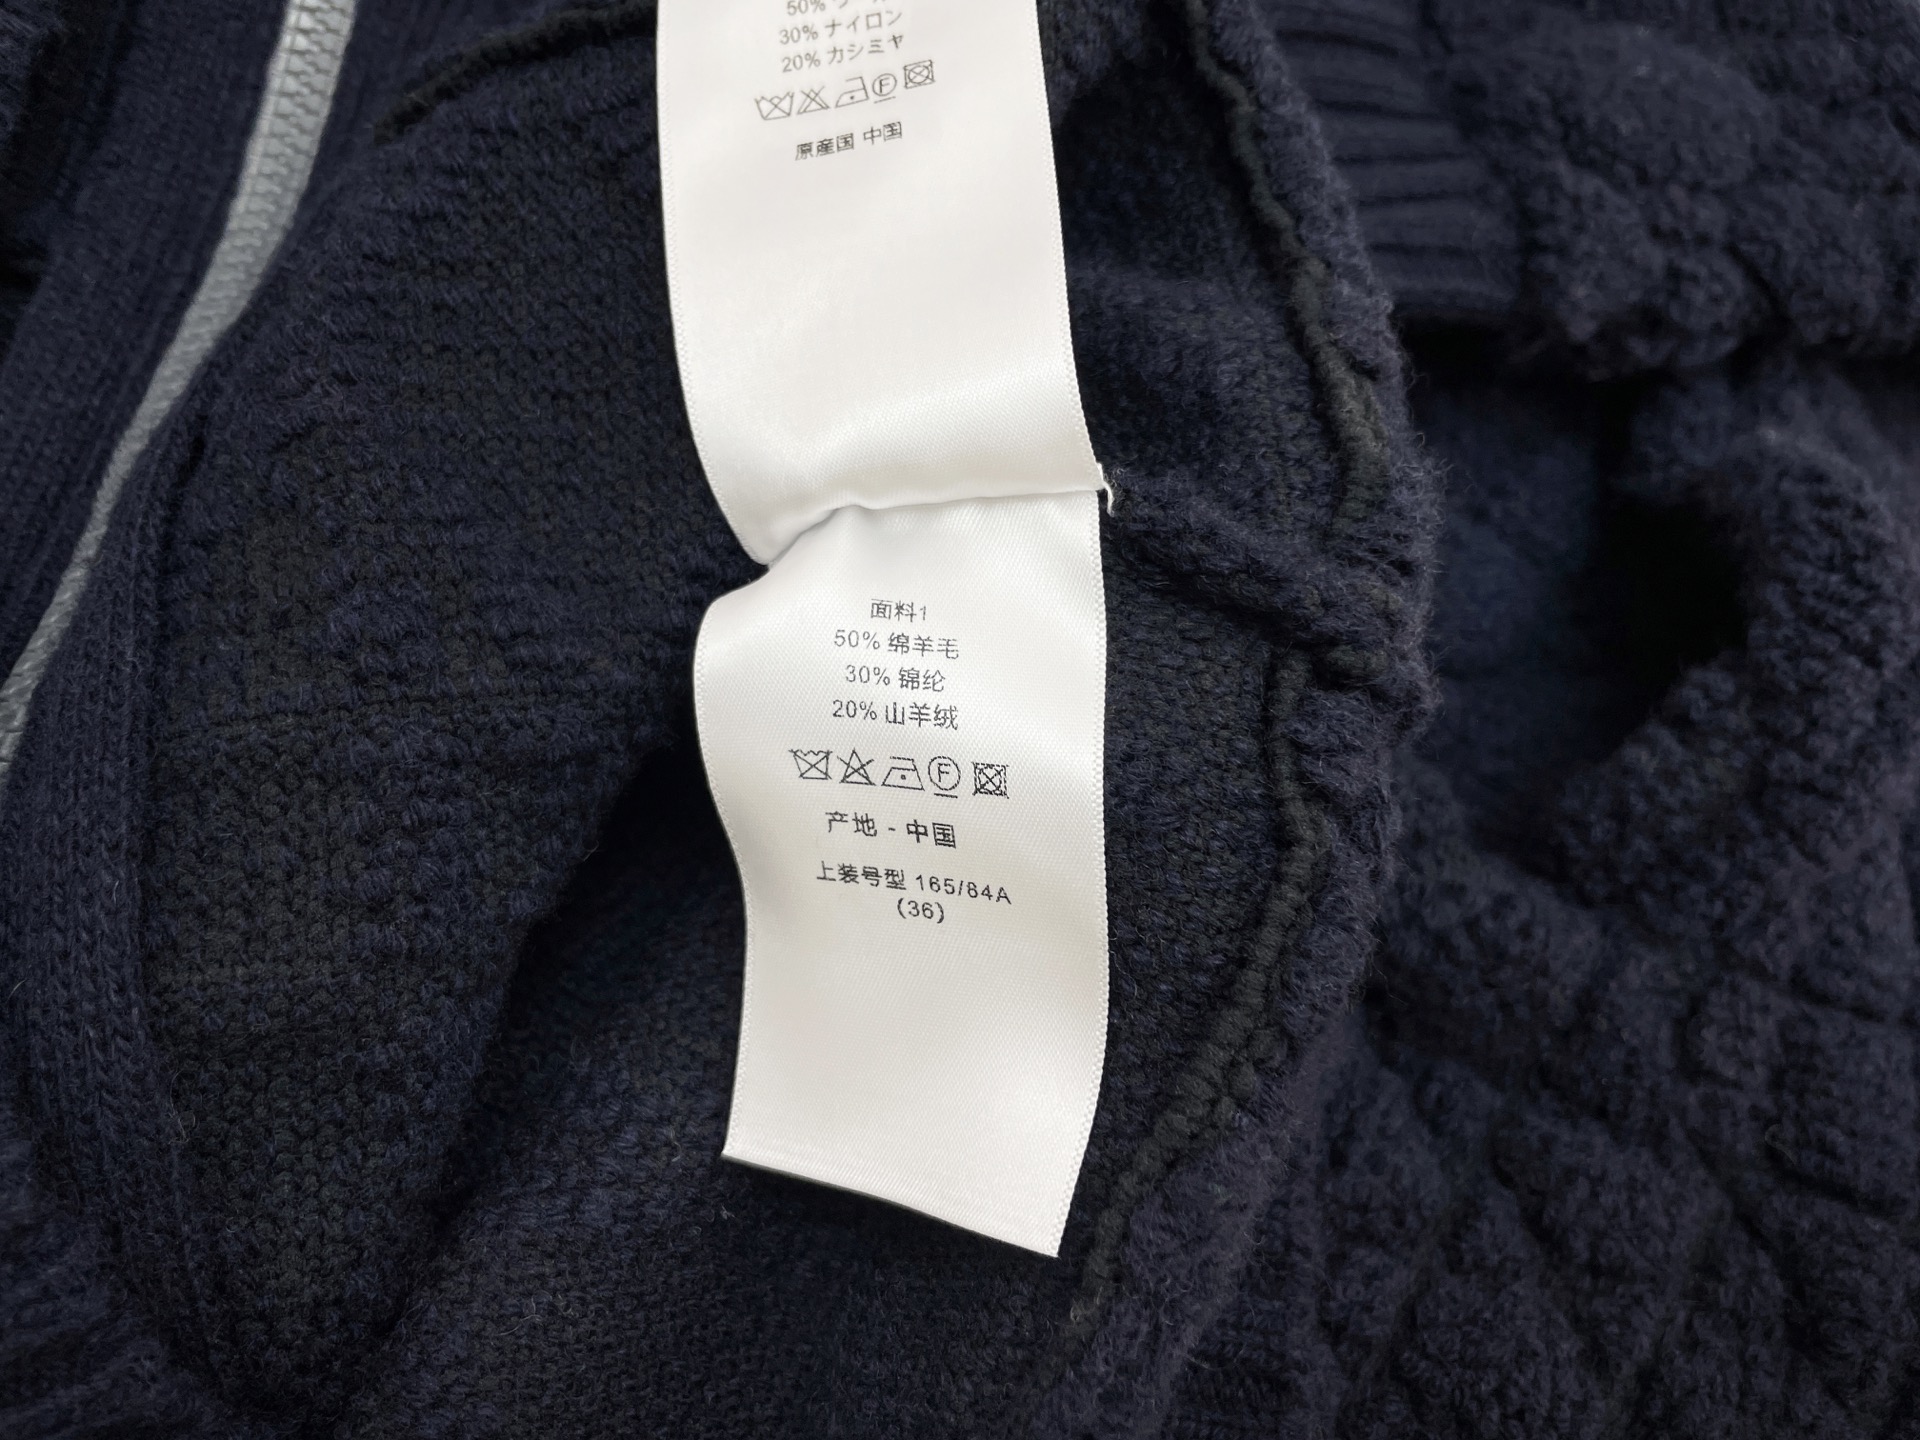 30% ナイロン
20% カシミヤ
F
原産国 中国
面料1
50% 绵羊毛
30% 锦纶
20% 山羊绒
F
产地 - 中国
上装号型 165/84A
(36)